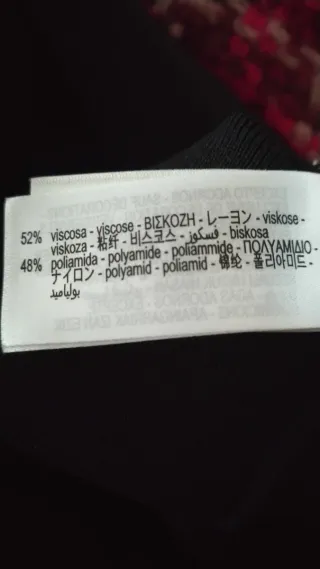 52% viscosa - viscose - ΒΙΣΚΟΖΗ - レーヨン - viskose -
viskoza - 粘纤 - 비스코스 - فسكوز - biskosa
48% poliamida - polyamide - poliammide - ΠΟΛΥΑΜΙΔΙΟ -
ナイロン - polyamid - poliamid - 锦纶 - 폴리아미드 -
بولياميد